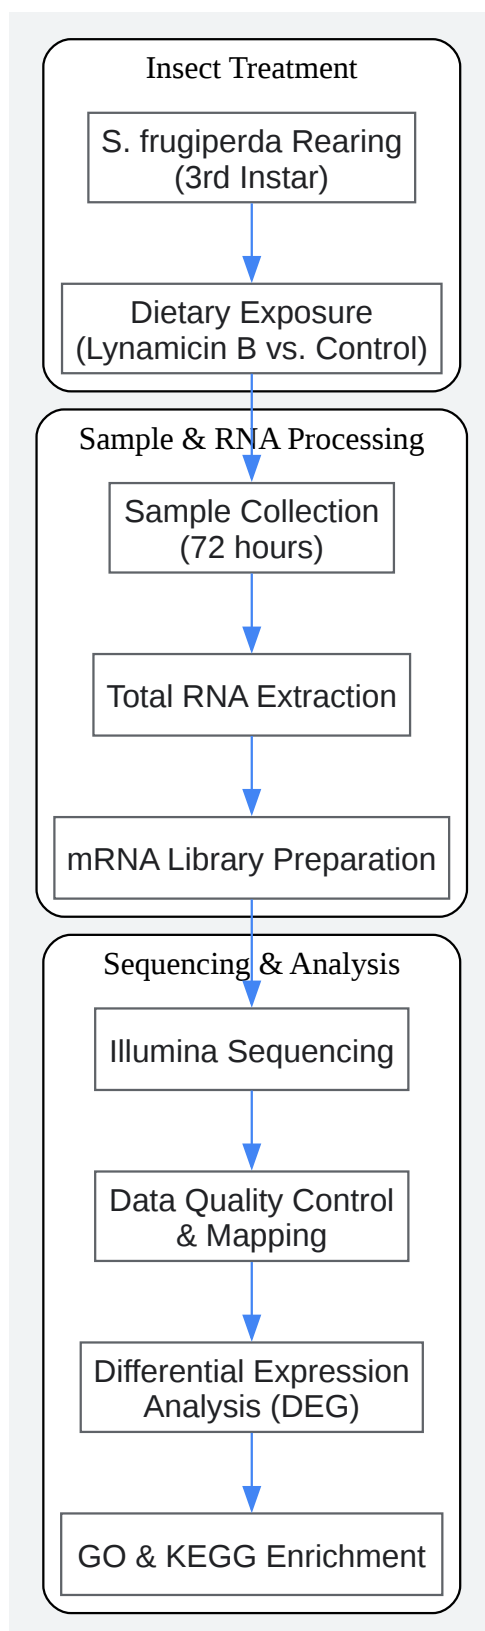 Insect Treatment
S. frugiperda Rearing
(3rd Instar)
Dietary Exposure
(Lynamicin B vs. Control)
Sample & RNA Processing
Sample Collection
(72 hours)
Total RNA Extraction
mRNA Library Preparation
Sequencing & Analysis
Illumina Sequencing
Data Quality Control
& Mapping
Differential Expression
Analysis (DEG)
GO & KEGG Enrichment